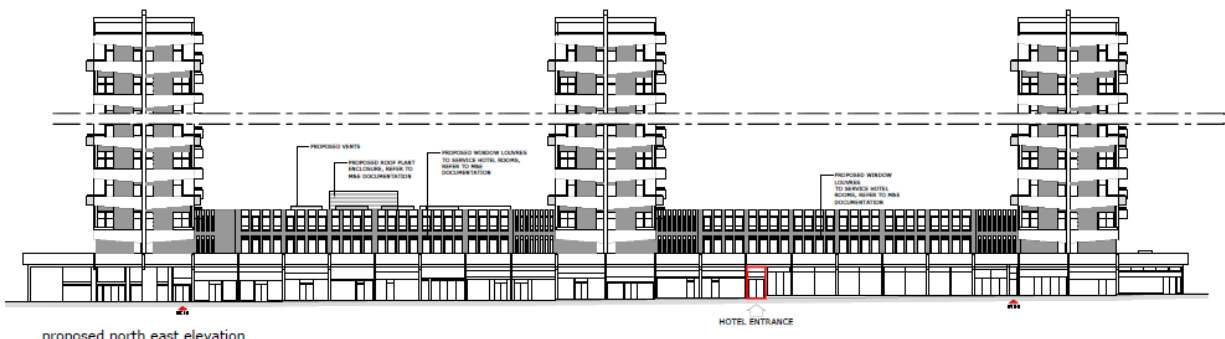 PROPOSED VENTS
PROPOSED ROOF PLANT
ENCLOSURE, REFER TO
M&E DOCUMENTATION
PROPOSED WINDOW LOUVRES
TO SERVICE HOTEL ROOMS,
REFER TO M&E
DOCUMENTATION
PROPOSED WINDOW
LOUVRES
TO SERVICE HOTEL
ROOMS, REFER TO M&E
DOCUMENTATION
HOTEL ENTRANCE
proposed north east elevation